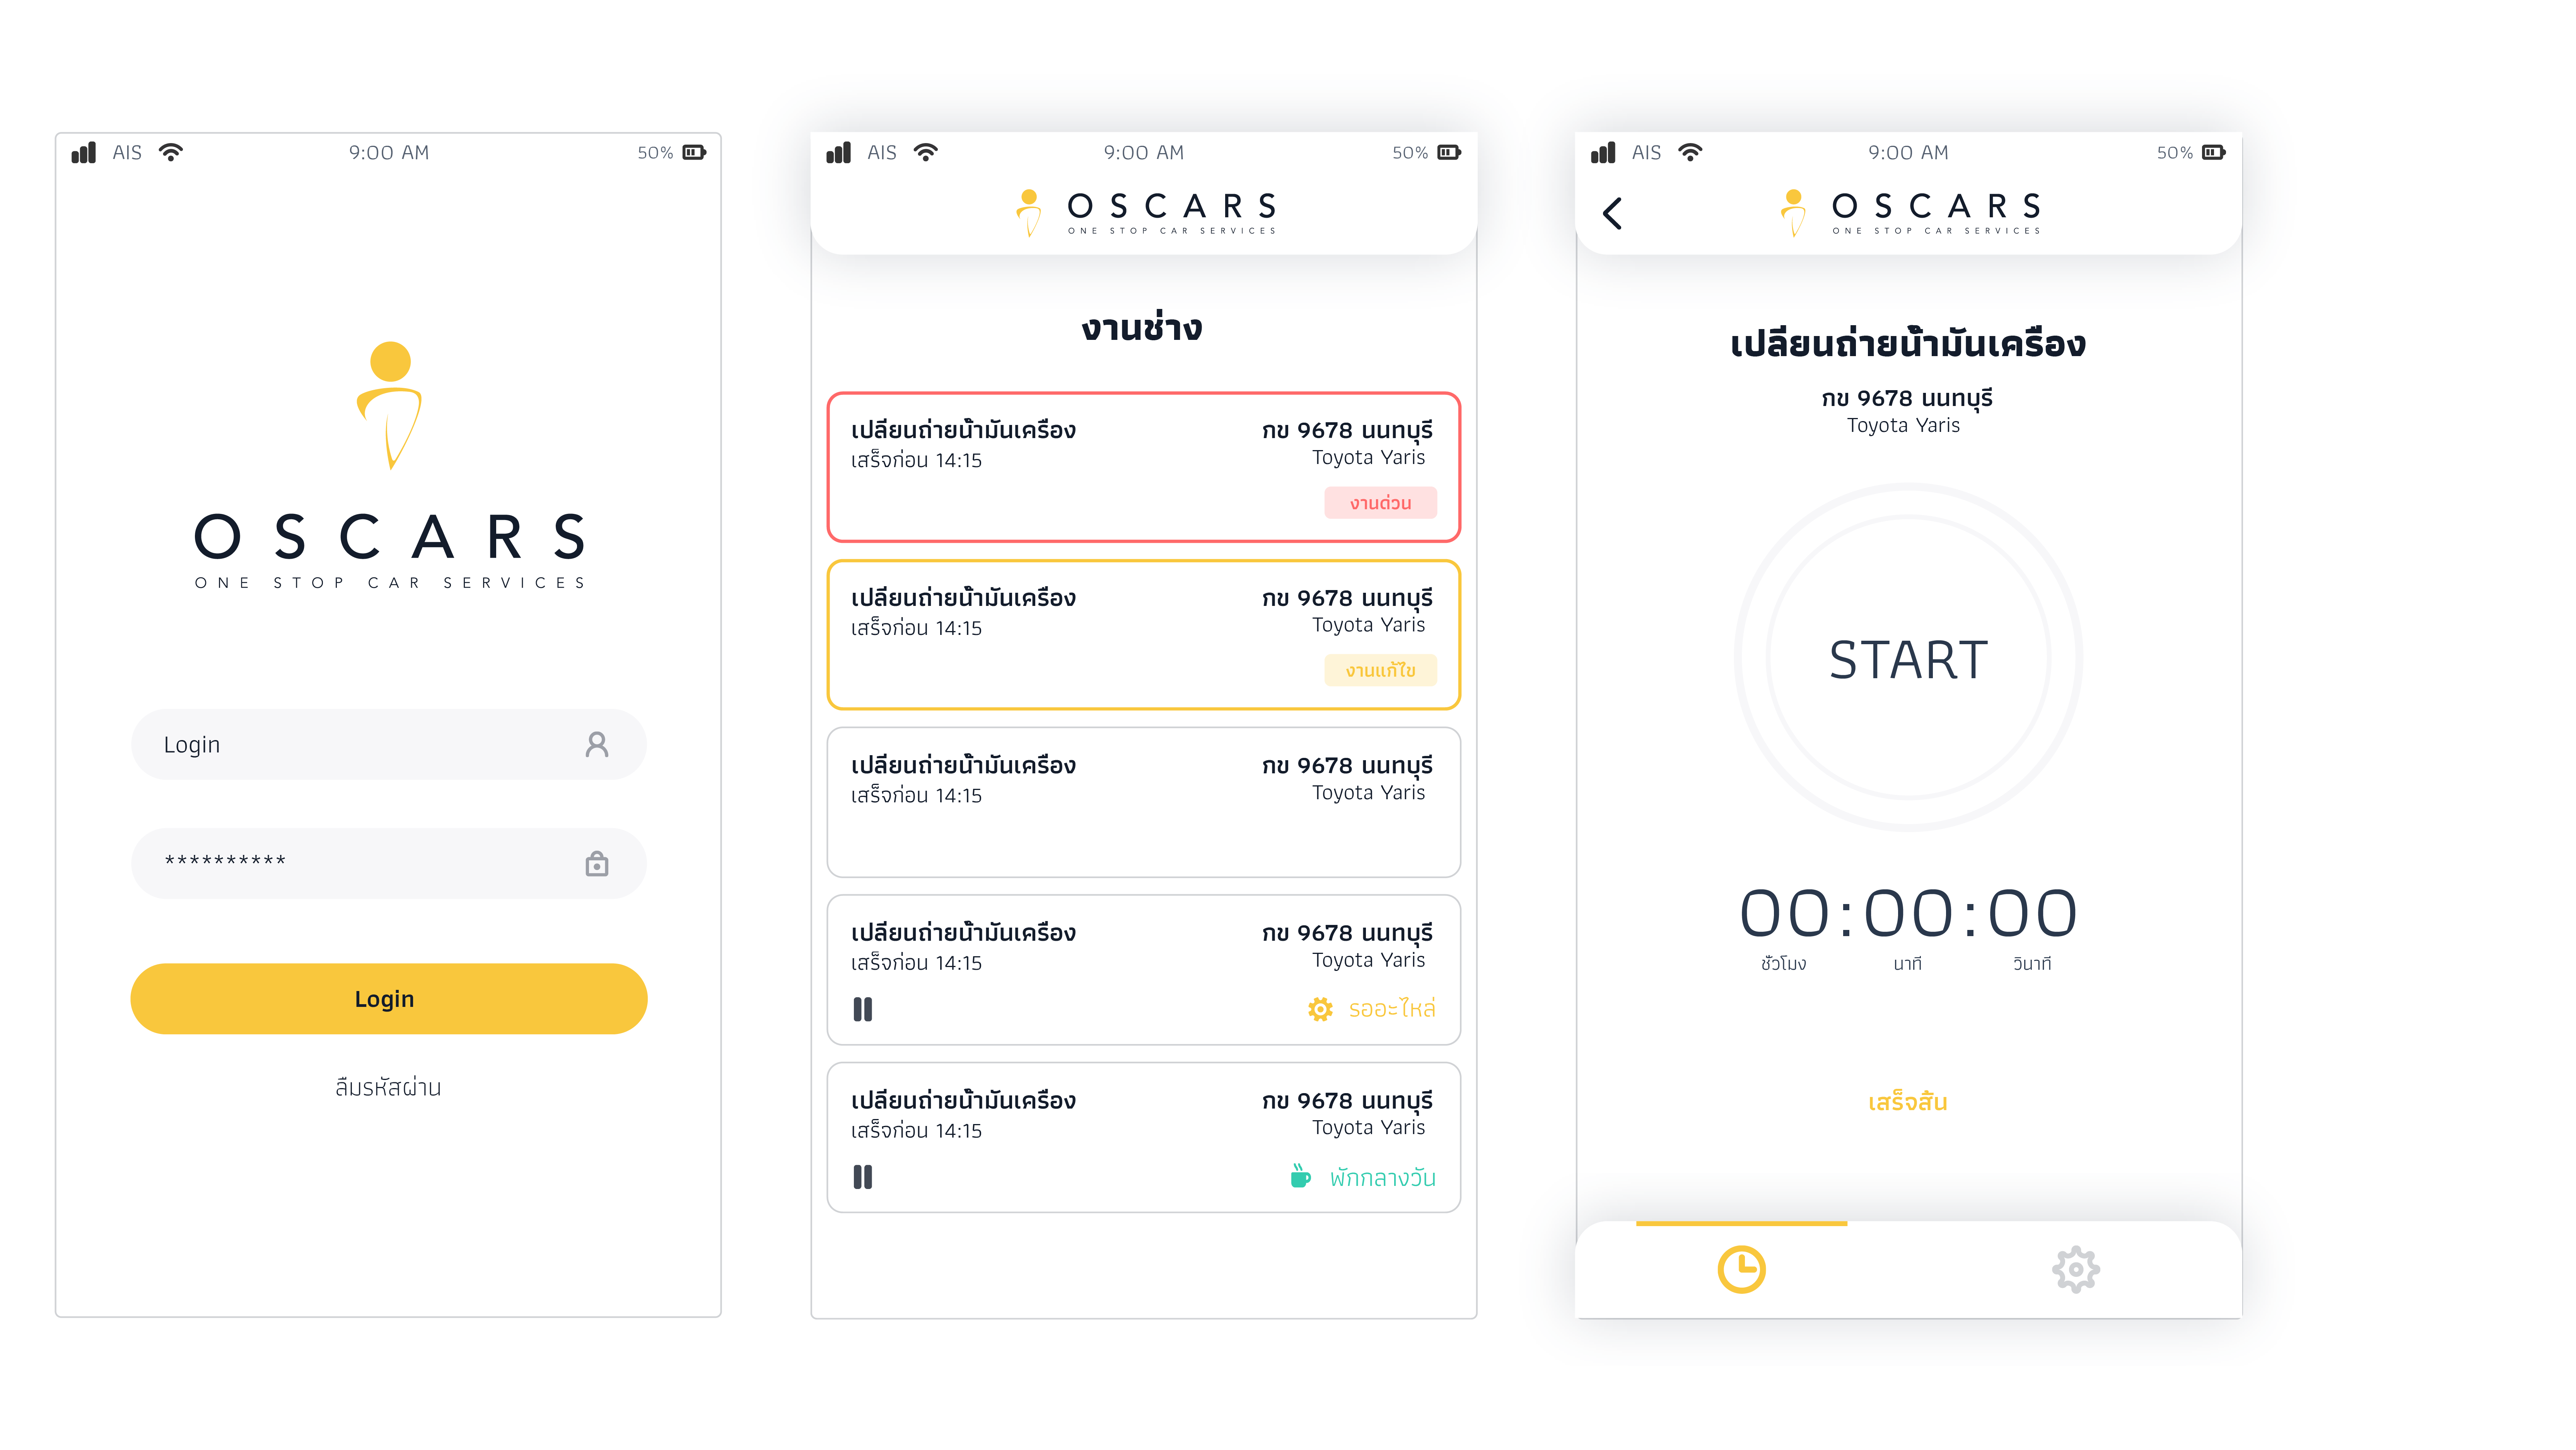 AIS 9:00 AM 50%
OSCARS
ONE STOP CAR SERVICES
Login
**********
Login
ลืมรหัสผ่าน
AIS 9:00 AM 50%
OSCARS
ONE STOP CAR SERVICES
งานช่าง
เปลี่ยนถ่ายน้ำมันเครื่อง กข 9678 นนทบุรี
เสร็จก่อน 14:15 Toyota Yaris
งานด่วน
เปลี่ยนถ่ายน้ำมันเครื่อง กข 9678 นนทบุรี
เสร็จก่อน 14:15 Toyota Yaris
งานแก้ไข
เปลี่ยนถ่ายน้ำมันเครื่อง กข 9678 นนทบุรี
เสร็จก่อน 14:15 Toyota Yaris
เปลี่ยนถ่ายน้ำมันเครื่อง กข 9678 นนทบุรี
เสร็จก่อน 14:15 Toyota Yaris
รออะไหล่
เปลี่ยนถ่ายน้ำมันเครื่อง กข 9678 นนทบุรี
เสร็จก่อน 14:15 Toyota Yaris
พักกลางวัน
AIS 9:00 AM 50%
OSCARS
ONE STOP CAR SERVICES
เปลี่ยนถ่ายน้ำมันเครื่อง
กข 9678 นนทบุรี
Toyota Yaris
START
00:00:00
ชั่วโมง นาที วินาที
เสร็จสิ้น